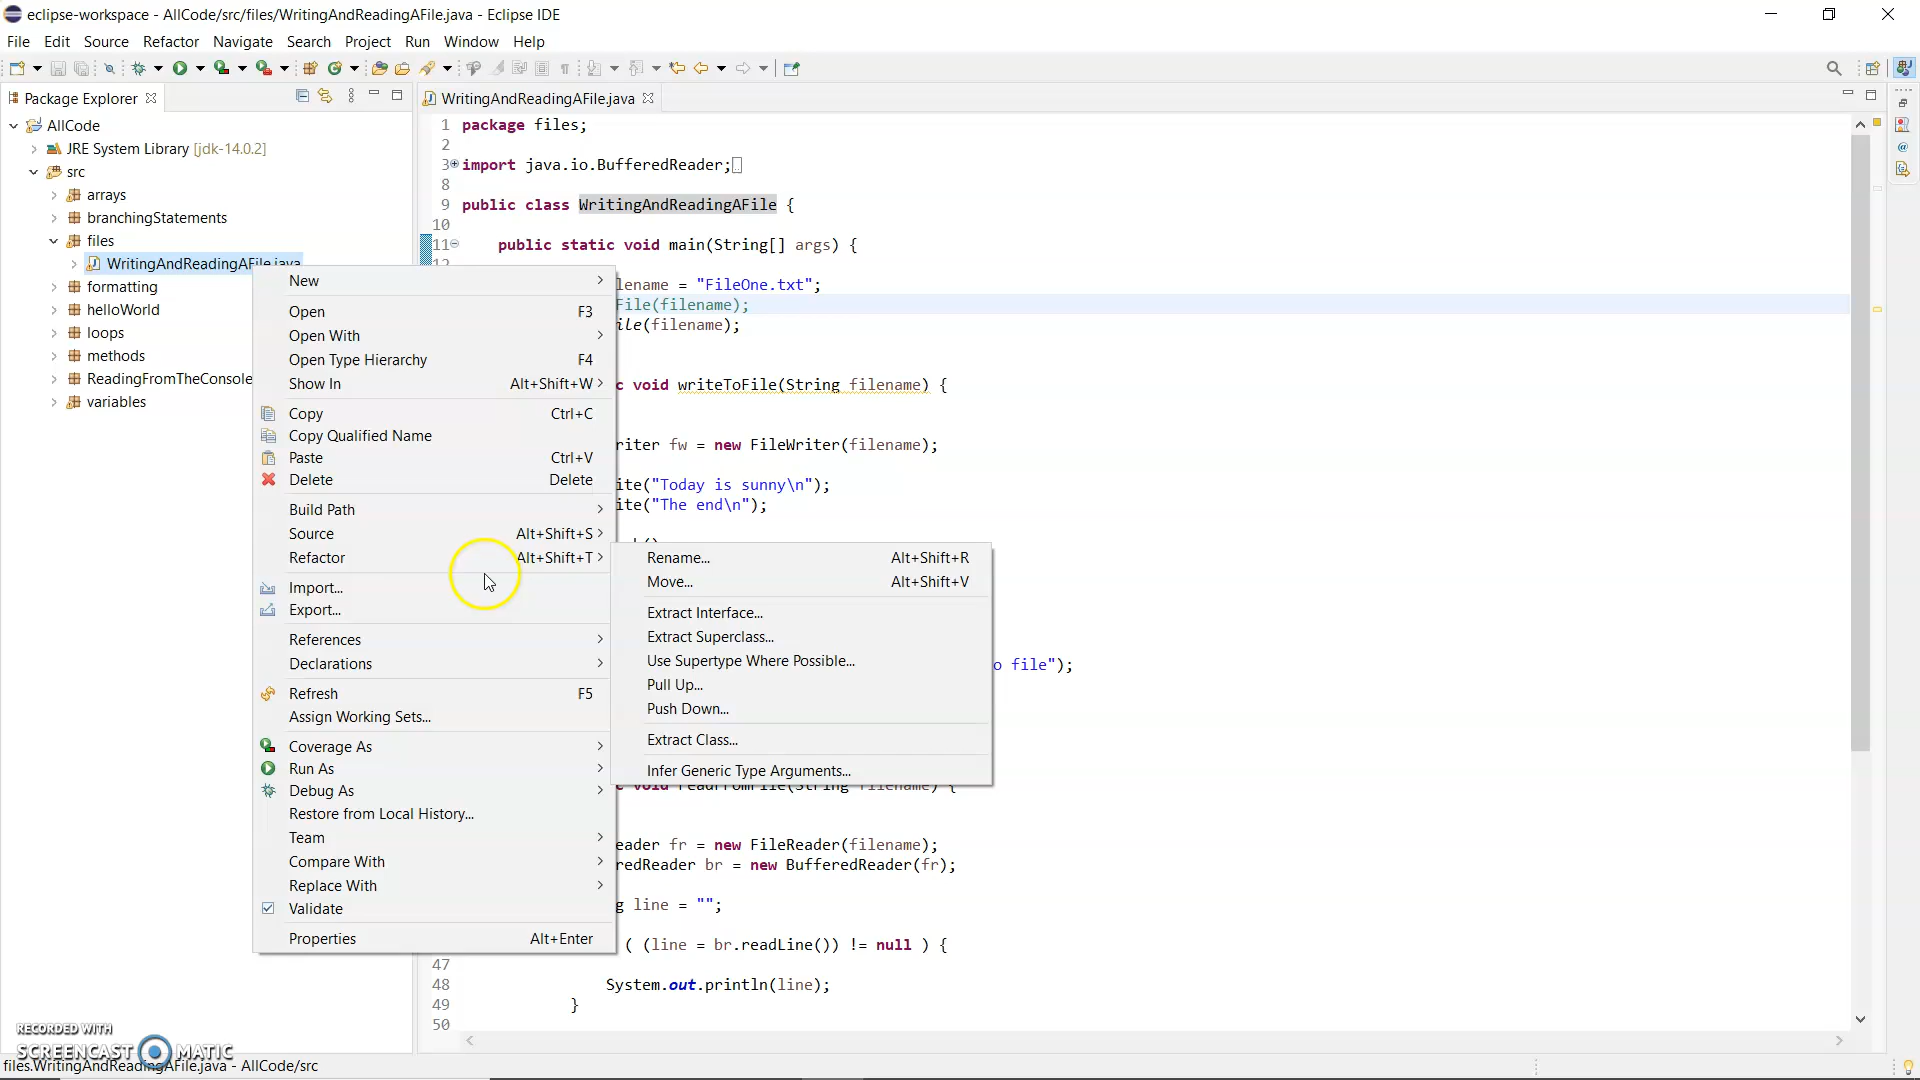 eclipse-workspace - AllCode/src/files/WritingAndReadingAFile.java - Eclipse IDE
File Edit Source Refactor Navigate Search Project Run Window Help
Package Explorer
AllCode
JRE System Library [jdk-14.0.2]
src
arrays
branchingStatements
files
WritingAndReadingAFile.java
formatting
helloWorld
loops
methods
ReadingFromTheConsole
variables
New
Open F3
Open With
Open Type Hierarchy F4
Show In Alt+Shift+W
Copy Ctrl+C
Copy Qualified Name
Paste Ctrl+V
Delete Delete
Build Path
Source Alt+Shift+S
Refactor Alt+Shift+T
Import...
Export...
References
Declarations
Refresh F5
Assign Working Sets...
Coverage As
Run As
Debug As
Restore from Local History...
Team
Compare With
Replace With
Validate
Properties Alt+Enter
Rename... Alt+Shift+R
Move... Alt+Shift+V
Extract Interface...
Extract Superclass...
Use Supertype Where Possible...
Pull Up...
Push Down...
Extract Class...
Infer Generic Type Arguments...
WritingAndReadingAFile.java
1 package files;
2
3 import java.io.BufferedReader;
8
9 public class WritingAndReadingAFile {
10
11 public static void main(String[] args) {
12
lename = "FileOne.txt";
File(filename);
ile(filename);
c void writeToFile(String filename) {
riter fw = new FileWriter(filename);
ite("Today is sunny\n");
ite("The end\n");
o file");
c void readFromFile(String filename) {
eader fr = new FileReader(filename);
redReader br = new BufferedReader(fr);
g line = "";
( (line = br.readLine()) != null ) {
47
48 System.out.println(line);
49 }
50
RECORDED WITH
SCREENCAST MATIC
files.WritingAndReadingAFile.java - AllCode/src